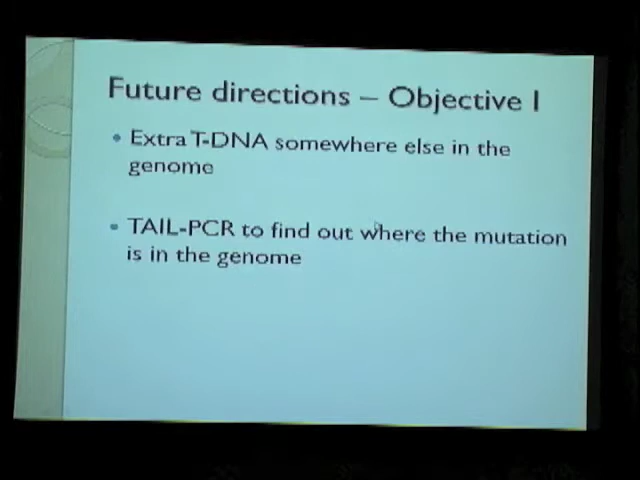 Future directions – Objective I
• Extra T-DNA somewhere else in the
genome
• TAIL-PCR to find out where the mutation
is in the genome